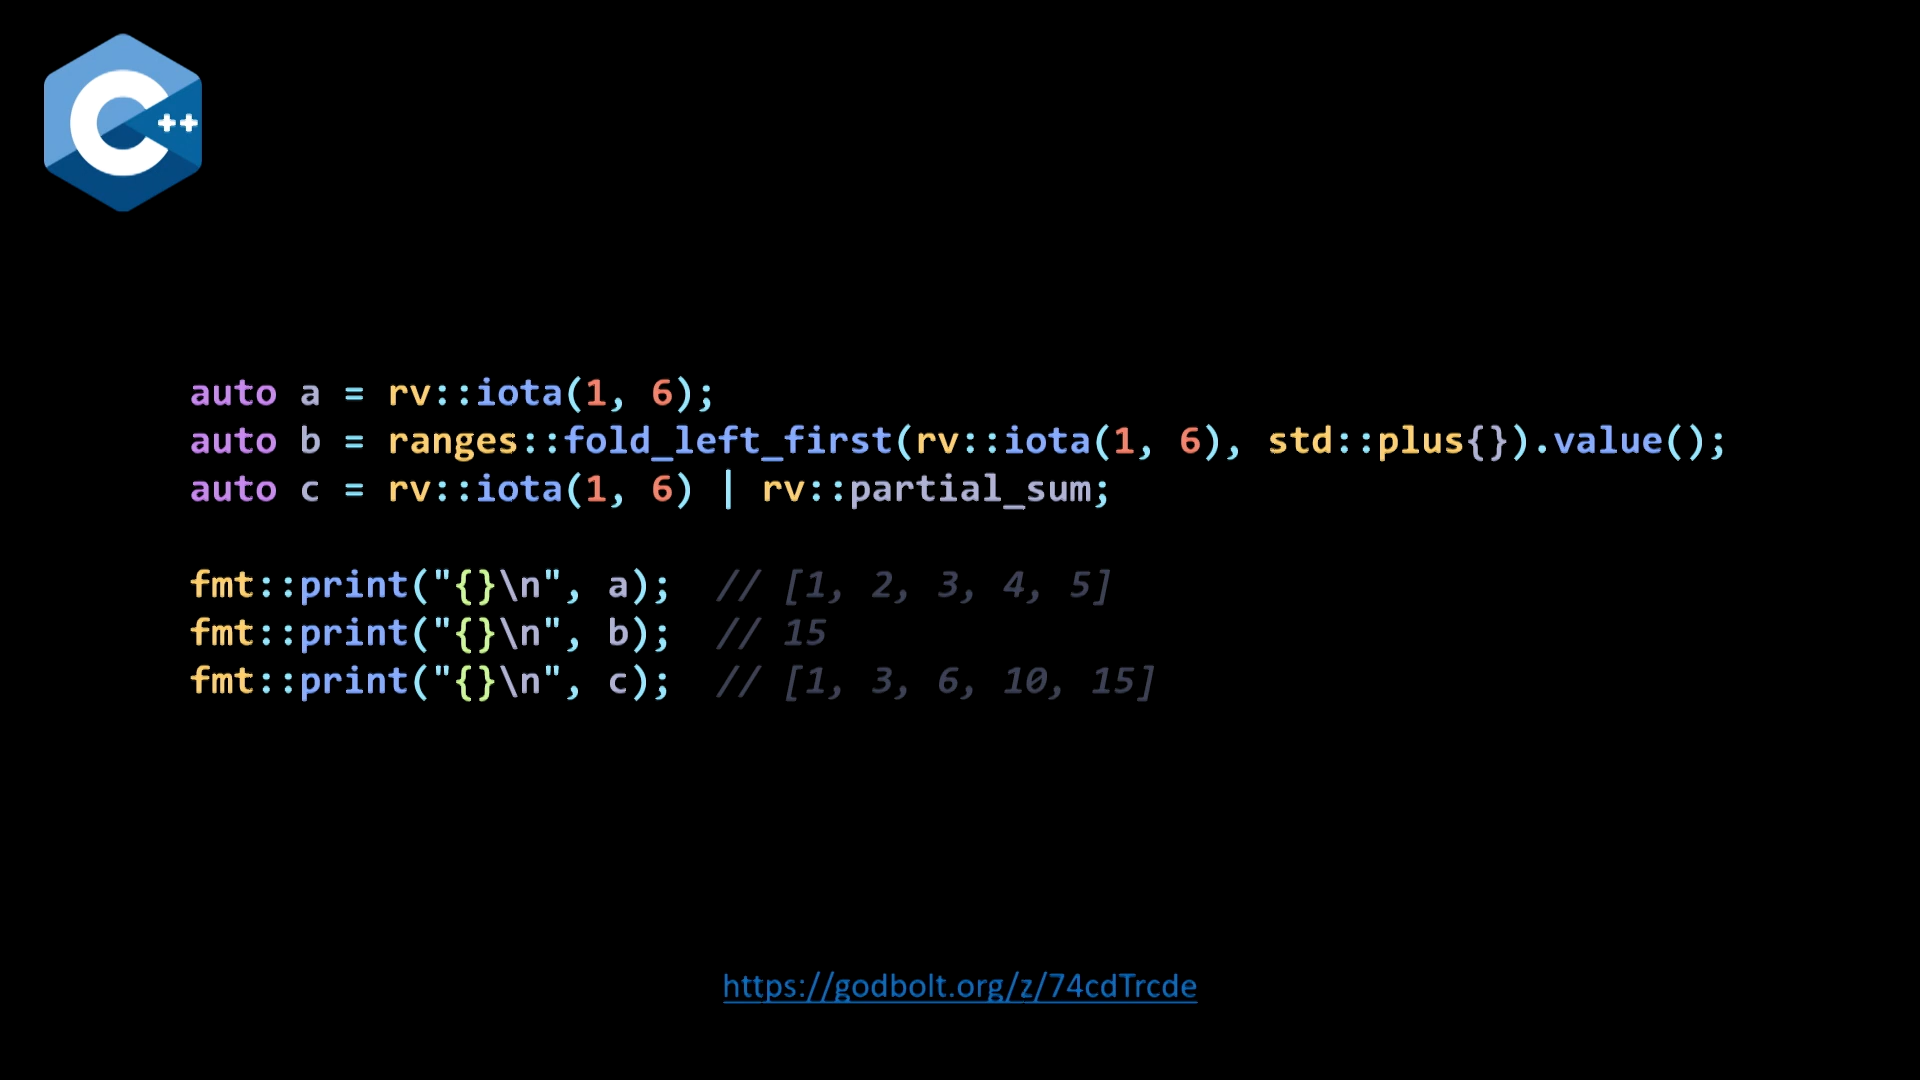 C++
auto a = rv::iota(1, 6);
auto b = ranges::fold_left_first(rv::iota(1, 6), std::plus{}).value();
auto c = rv::iota(1, 6) | rv::partial_sum;
fmt::print("{}\n", a);  // [1, 2, 3, 4, 5]
fmt::print("{}\n", b);  // 15
fmt::print("{}\n", c);  // [1, 3, 6, 10, 15]
https://godbolt.org/z/74cdTrcde